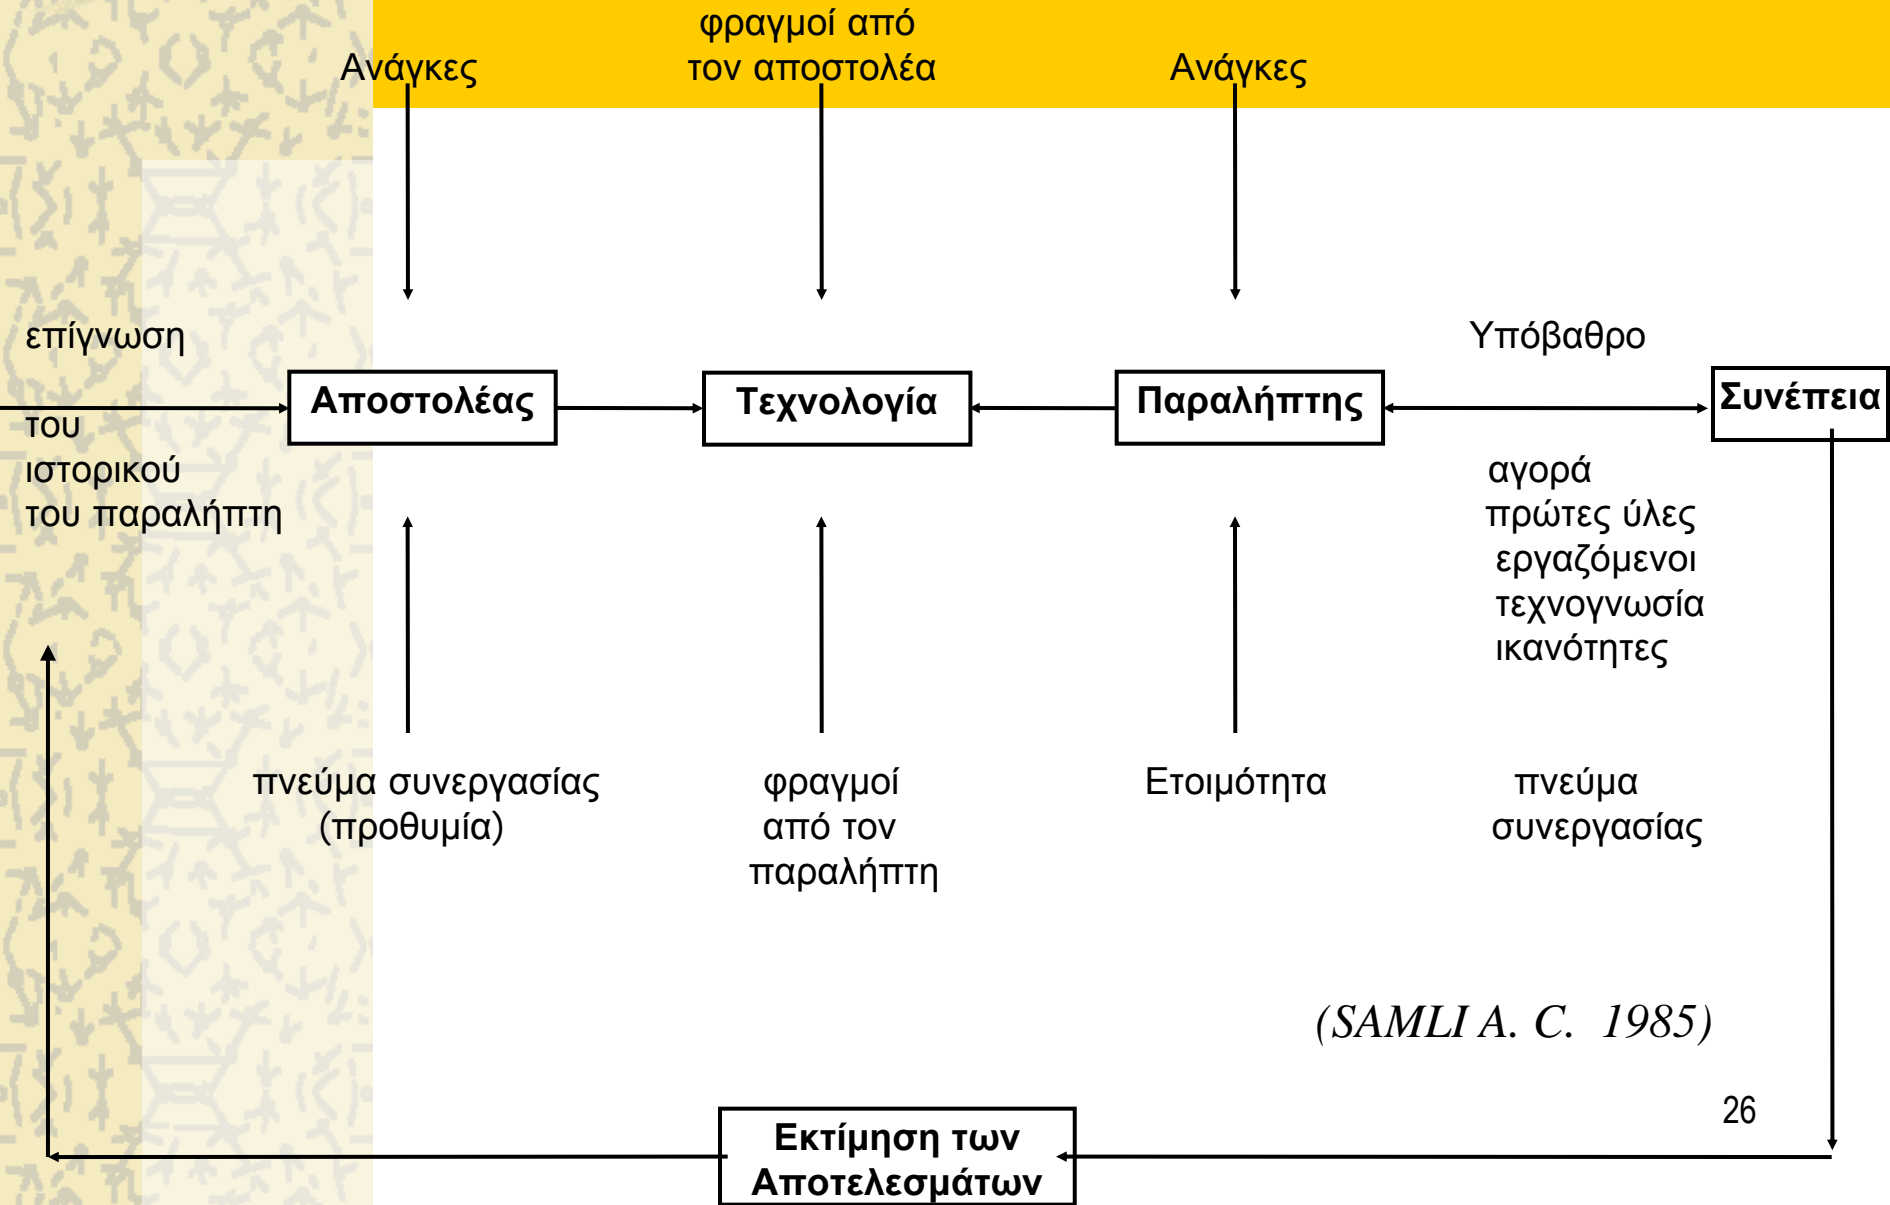 φραγμοί από
τον αποστολέα
Ανάγκες
Ανάγκες
επίγνωση
του
ιστορικού
του παραλήπτη
Αποστολέας
Τεχνολογία
Παραλήπτης
Υπόβαθρο
Συνέπεια
αγορά
πρώτες ύλες
εργαζόμενοι
τεχνογνωσία
ικανότητες
πνεύμα συνεργασίας
(προθυμία)
φραγμοί
από τον
παραλήπτη
Ετοιμότητα
πνεύμα
συνεργασίας
(SAMLI A. C. 1985)
26
Εκτίμηση των
Αποτελεσμάτων